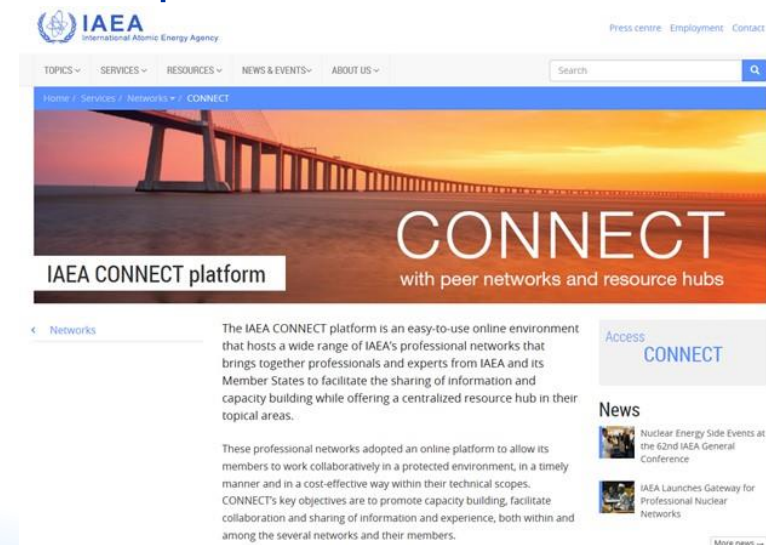 IAEA
International Atomic Energy Agency
Press centre Employment Contact
TOPICS SERVICES RESOURCES NEWS & EVENTS ABOUT US
Search
Home / Services / Networks / CONNECT
CONNECT
with peer networks and resource hubs
IAEA CONNECT platform
Networks
The IAEA CONNECT platform is an easy-to-use online environment
that hosts a wide range of IAEA's professional networks that
brings together professionals and experts from IAEA and its
Member States to facilitate the sharing of information and
capacity building while offering a centralized resource hub in their
topical areas.
These professional networks adopted an online platform to allow its
members to work collaboratively in a protected environment, in a timely
manner and in a cost-effective way within their technical scopes.
CONNECT's key objectives are to promote capacity building, facilitate
collaboration and sharing of information and experience, both within and
among the several networks and their members.
Access
CONNECT
News
Nuclear Energy Side Events at
the 62nd IAEA General
Conference
IAEA Launches Gateway for
Professional Nuclear
Networks
More news →